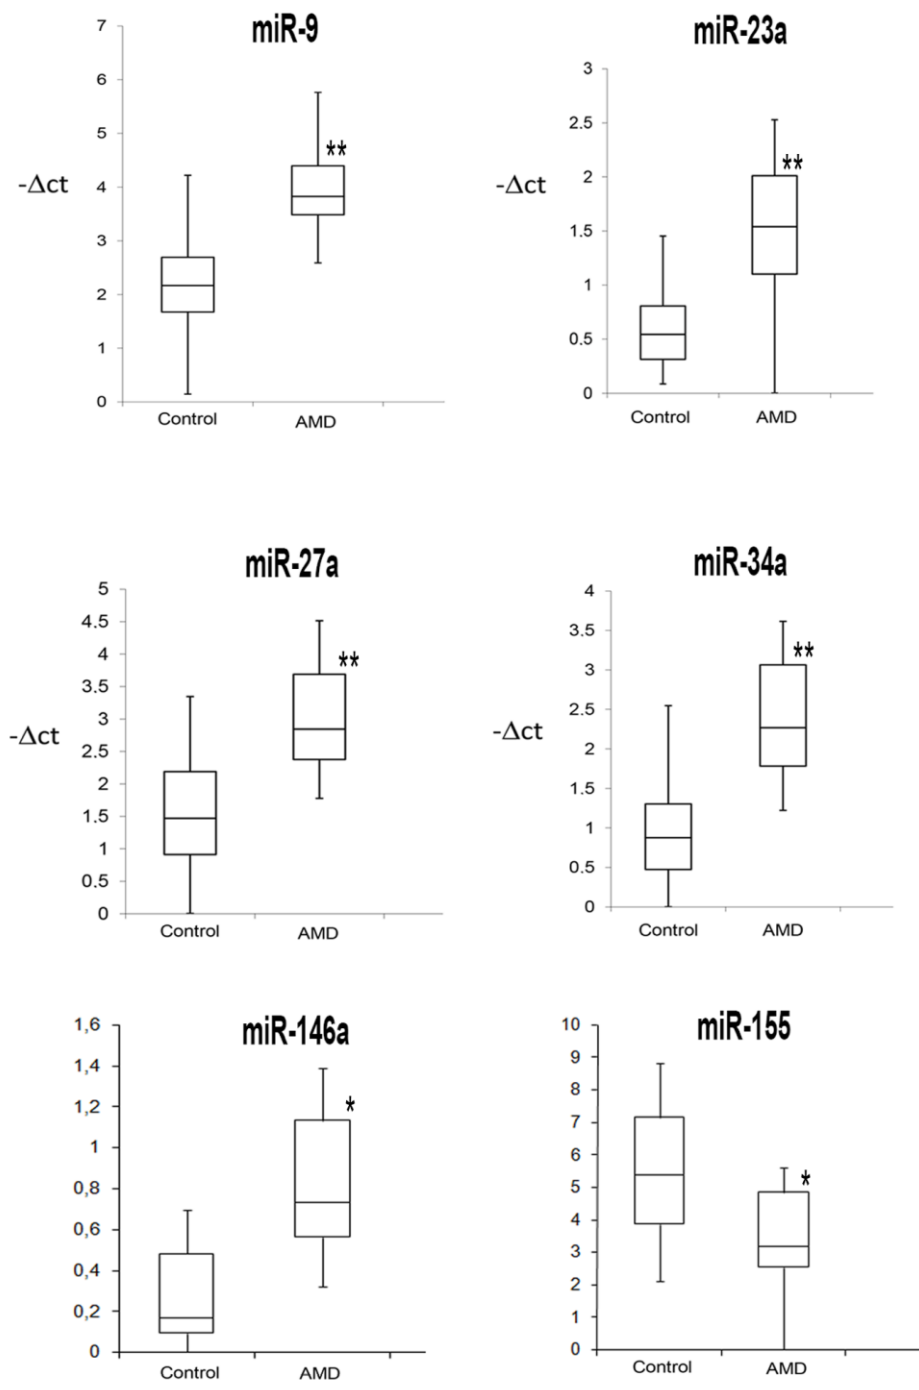 miR-9
7
6
5
4
3
2
1
0
-Δct
**
Control
AMD
miR-23a
3
2.5
2
1.5
1
0.5
0
-Δct
**
Control
AMD
miR-27a
5
4.5
4
3.5
3
2.5
2
1.5
1
0.5
0
-Δct
**
Control
AMD
miR-34a
4
3.5
3
2.5
2
1.5
1
0.5
0
-Δct
**
Control
AMD
miR-146a
1,6
1,4
1,2
1
0,8
0,6
0,4
0,2
0
*
Control
AMD
miR-155
10
9
8
7
6
5
4
3
2
1
0
*
Control
AMD